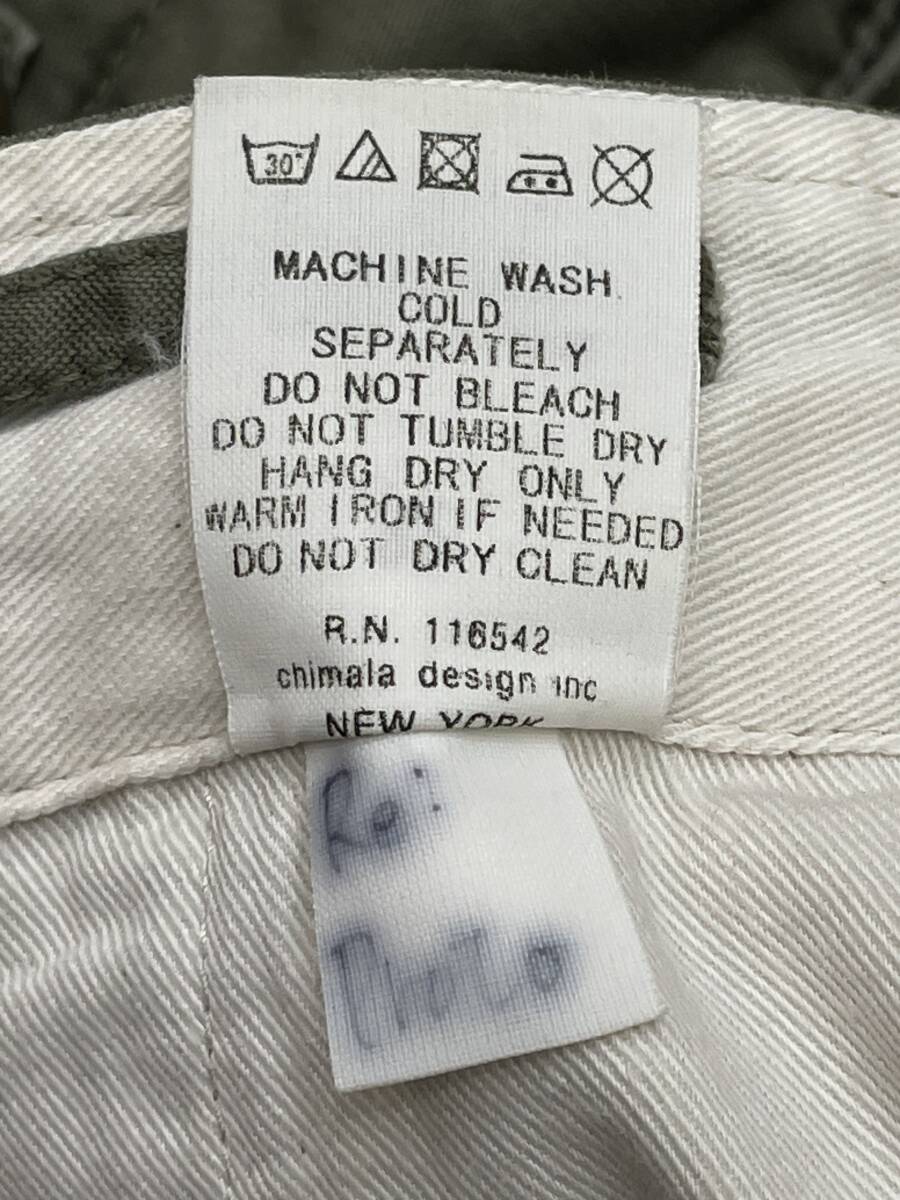 30°
MACHINE WASH
COLD
SEPARATELY
DO NOT BLEACH
DO NOT TUMBLE DRY
HANG DRY ONLY
WARM IRON IF NEEDED
DO NOT DRY CLEAN
R.N. 116542
chimala design inc
NEW YORK